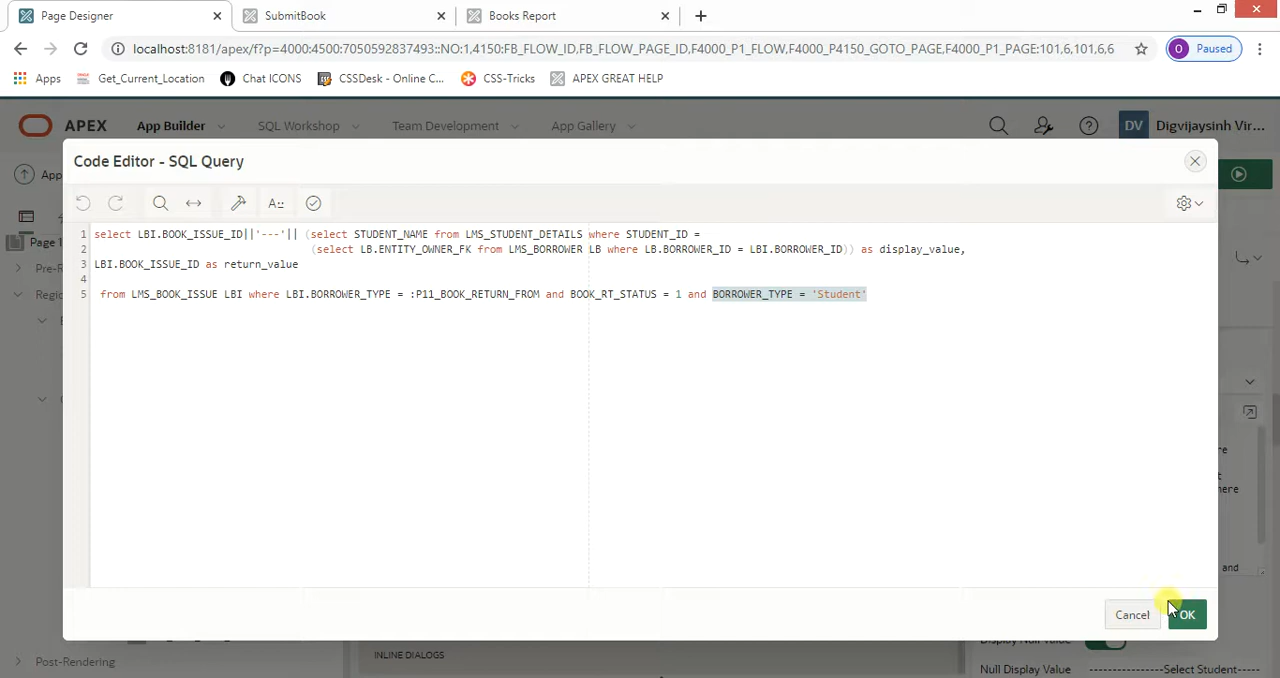 Page Designer
SubmitBook
Books Report
localhost:8181/apex/f?p=4000:4500:7050592837493::NO:1,4150:FB_FLOW_ID,FB_FLOW_PAGE_ID,F4000_P1_FLOW,F4000_P4150_GOTO_PAGE,F4000_P1_PAGE:101,6,101,6,6
O Paused
Apps Get_Current_Location Chat ICONS CSSDesk - Online C... CSS-Tricks APEX GREAT HELP
APEX App Builder SQL Workshop Team Development App Gallery DV Digvijaysinh Vir...
Code Editor - SQL Query
1 select LBI.BOOK_ISSUE_ID||'---'|| (select STUDENT_NAME from LMS_STUDENT_DETAILS where STUDENT_ID =
2 (select LB.ENTITY_OWNER_FK from LMS_BORROWER LB where LB.BORROWER_ID = LBI.BORROWER_ID)) as display_value,
3 LBI.BOOK_ISSUE_ID as return_value
4
5 from LMS_BOOK_ISSUE LBI where LBI.BORROWER_TYPE = :P11_BOOK_RETURN_FROM and BOOK_RT_STATUS = 1 and BORROWER_TYPE = 'Student'
Cancel OK
Post-Rendering
INLINE DIALOGS
Null Display Value ---------------Select Student-----